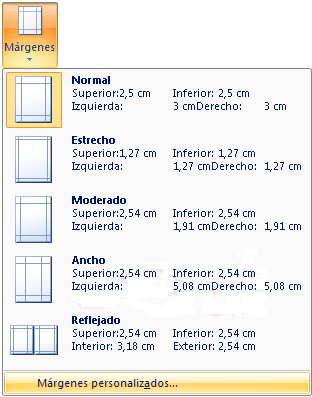 Márgenes
Normal
Superior:2,5 cm Inferior: 2,5 cm
Izquierda: 3 cmDerecho: 3 cm
Estrecho
Superior:1,27 cm Inferior: 1,27 cm
Izquierda: 1,27 cmDerecho: 1,27 cm
Moderado
Superior:2,54 cm Inferior: 2,54 cm
Izquierda: 1,91 cmDerecho: 1,91 cm
Ancho
Superior:2,54 cm Inferior: 2,54 cm
Izquierda: 5,08 cmDerecho: 5,08 cm
Reflejado
Superior:2,54 cm Inferior: 2,54 cm
Interior: 3,18 cm Exterior: 2,54 cm
Márgenes personalizados...